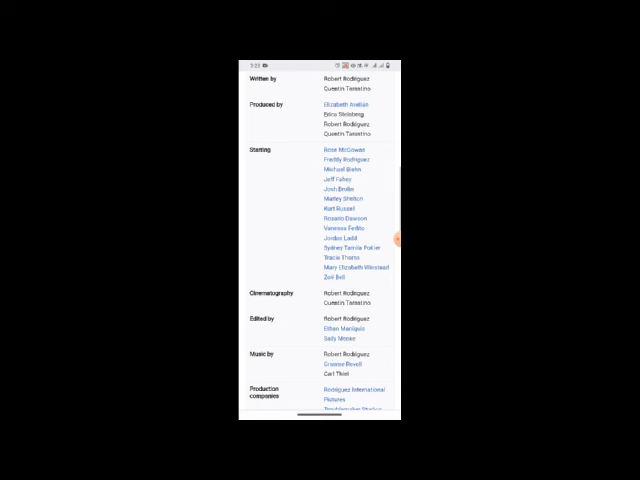 Written by
Robert Rodriguez
Quentin Tarantino
Produced by
Elizabeth Avellan
Erica Steinberg
Robert Rodriguez
Quentin Tarantino
Starring
Rose McGowan
Freddy Rodriguez
Michael Biehn
Jeff Fahey
Josh Brolin
Marley Shelton
Kurt Russell
Rosario Dawson
Vanessa Ferlito
Jordan Ladd
Sydney Tamiia Poitier
Tracie Thoms
Mary Elizabeth Winstead
Zoë Bell
Cinematography
Robert Rodriguez
Quentin Tarantino
Edited by
Robert Rodriguez
Ethan Maniquis
Sally Menke
Music by
Robert Rodriguez
Graeme Revell
Carl Thiel
Production
companies
Rodriguez International
Pictures
Troublemaker Studios